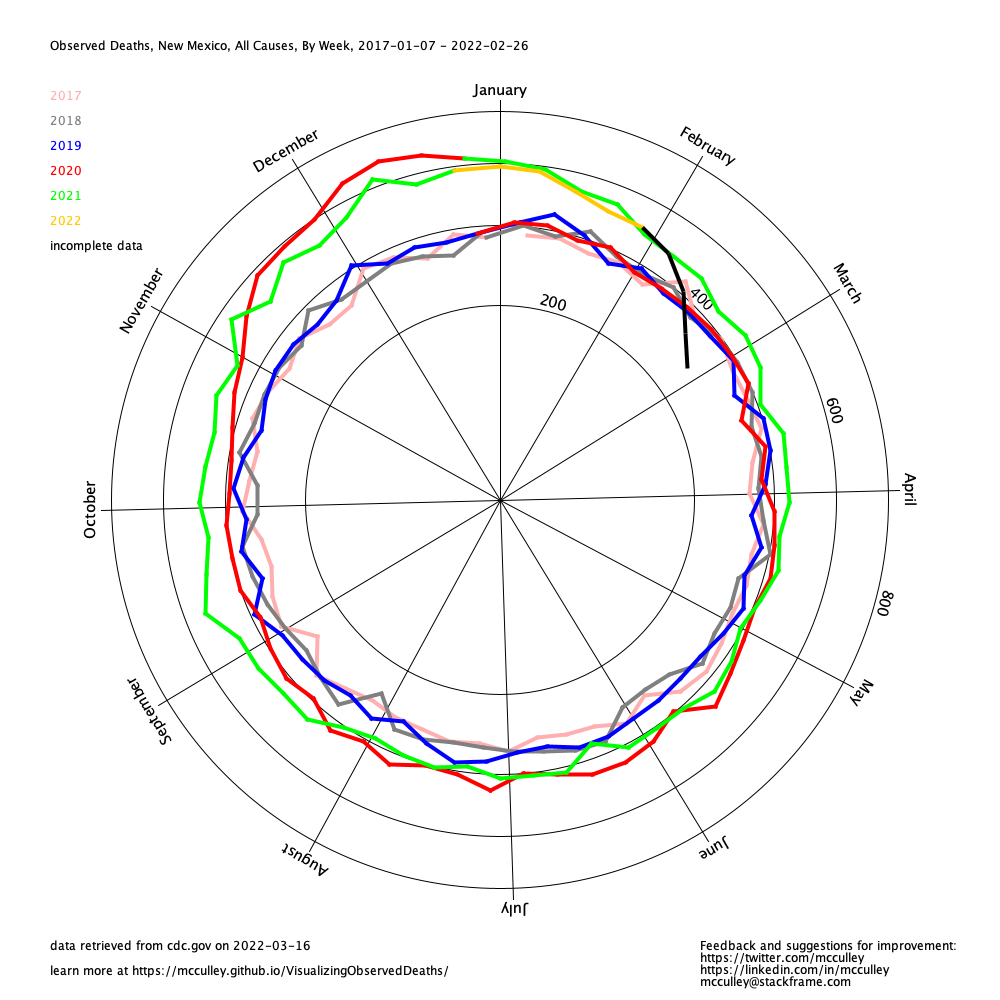 Observed Deaths, New Mexico, All Causes, By Week, 2017-01-07 - 2022-02-26
January
2017
2018
2019
2020
2021
2022
incomplete data
December
February
November
March
200
400
600
October
April
800
September
May
August
June
July
data retrieved from cdc.gov on 2022-03-16
learn more at https://mcculley.github.io/VisualizingObservedDeaths/
Feedback and suggestions for improvement:
https://twitter.com/mcculley
https://linkedin.com/in/mcculley
mcculley@stackframe.com